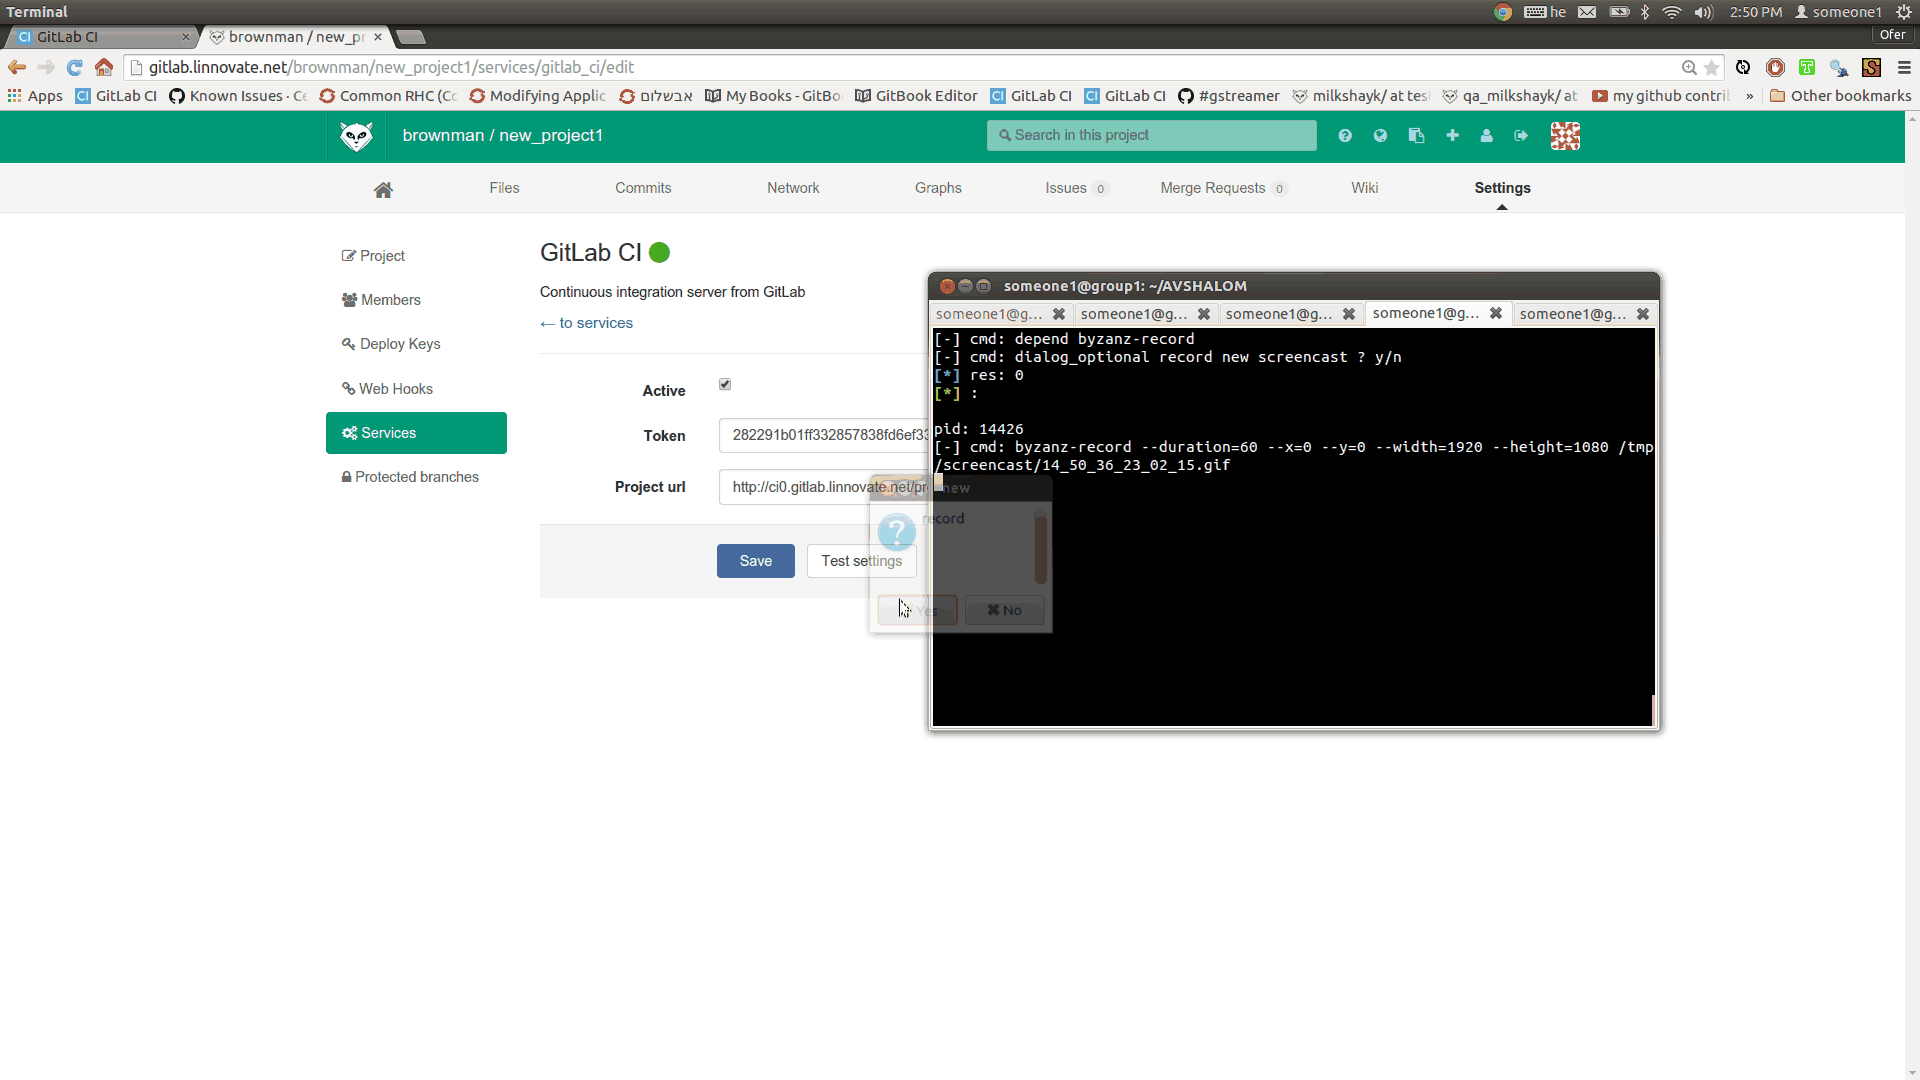 Terminal
he
2:50 PM
someone1
CI GitLab CI
brownman / new_pr
Ofer
gitlab.linnovate.net/brownman/new_project1/services/gitlab_ci/edit
Apps
CI GitLab CI
Known Issues · Ce
Common RHC (Co
Modifying Applic
אבשלום
My Books - GitBo
GitBook Editor
CI GitLab CI
CI GitLab CI
#gstreamer
milkshayk/ at tes
qa_milkshayk/ at
my github contri
»
Other bookmarks
brownman / new_project1
Search in this project
Files
Commits
Network
Graphs
Issues 0
Merge Requests 0
Wiki
Settings
Project
Members
Deploy Keys
Web Hooks
Services
Protected branches
GitLab CI
Continuous integration server from GitLab
← to services
Active
Token
282291b01ff332857838fd6ef33
Project url
http://ci0.gitlab.linnovate.net/pr
Save
Test settings
someone1@group1: ~/AVSHALOM
someone1@g...
someone1@g...
someone1@g...
someone1@g...
someone1@g...
[-] cmd: depend byzanz-record
[-] cmd: dialog_optional record new screencast ? y/n
[*] res: 0
[*] :
pid: 14426
[-] cmd: byzanz-record --duration=60 --x=0 --y=0 --width=1920 --height=1080 /tmp
/screencast/14_50_36_23_02_15.gif
new
record
Yes
No